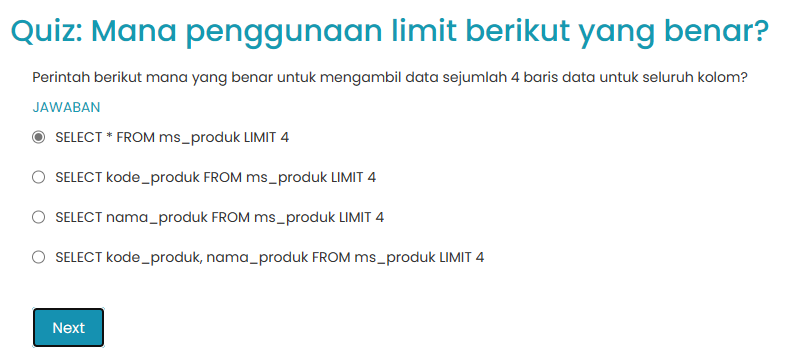 Quiz: Mana penggunaan limit berikut yang benar?
Perintah berikut mana yang benar untuk mengambil data sejumlah 4 baris data untuk seluruh kolom?
JAWABAN
SELECT * FROM ms_produk LIMIT 4
SELECT kode_produk FROM ms_produk LIMIT 4
SELECT nama_produk FROM ms_produk LIMIT 4
SELECT kode_produk, nama_produk FROM ms_produk LIMIT 4
Next